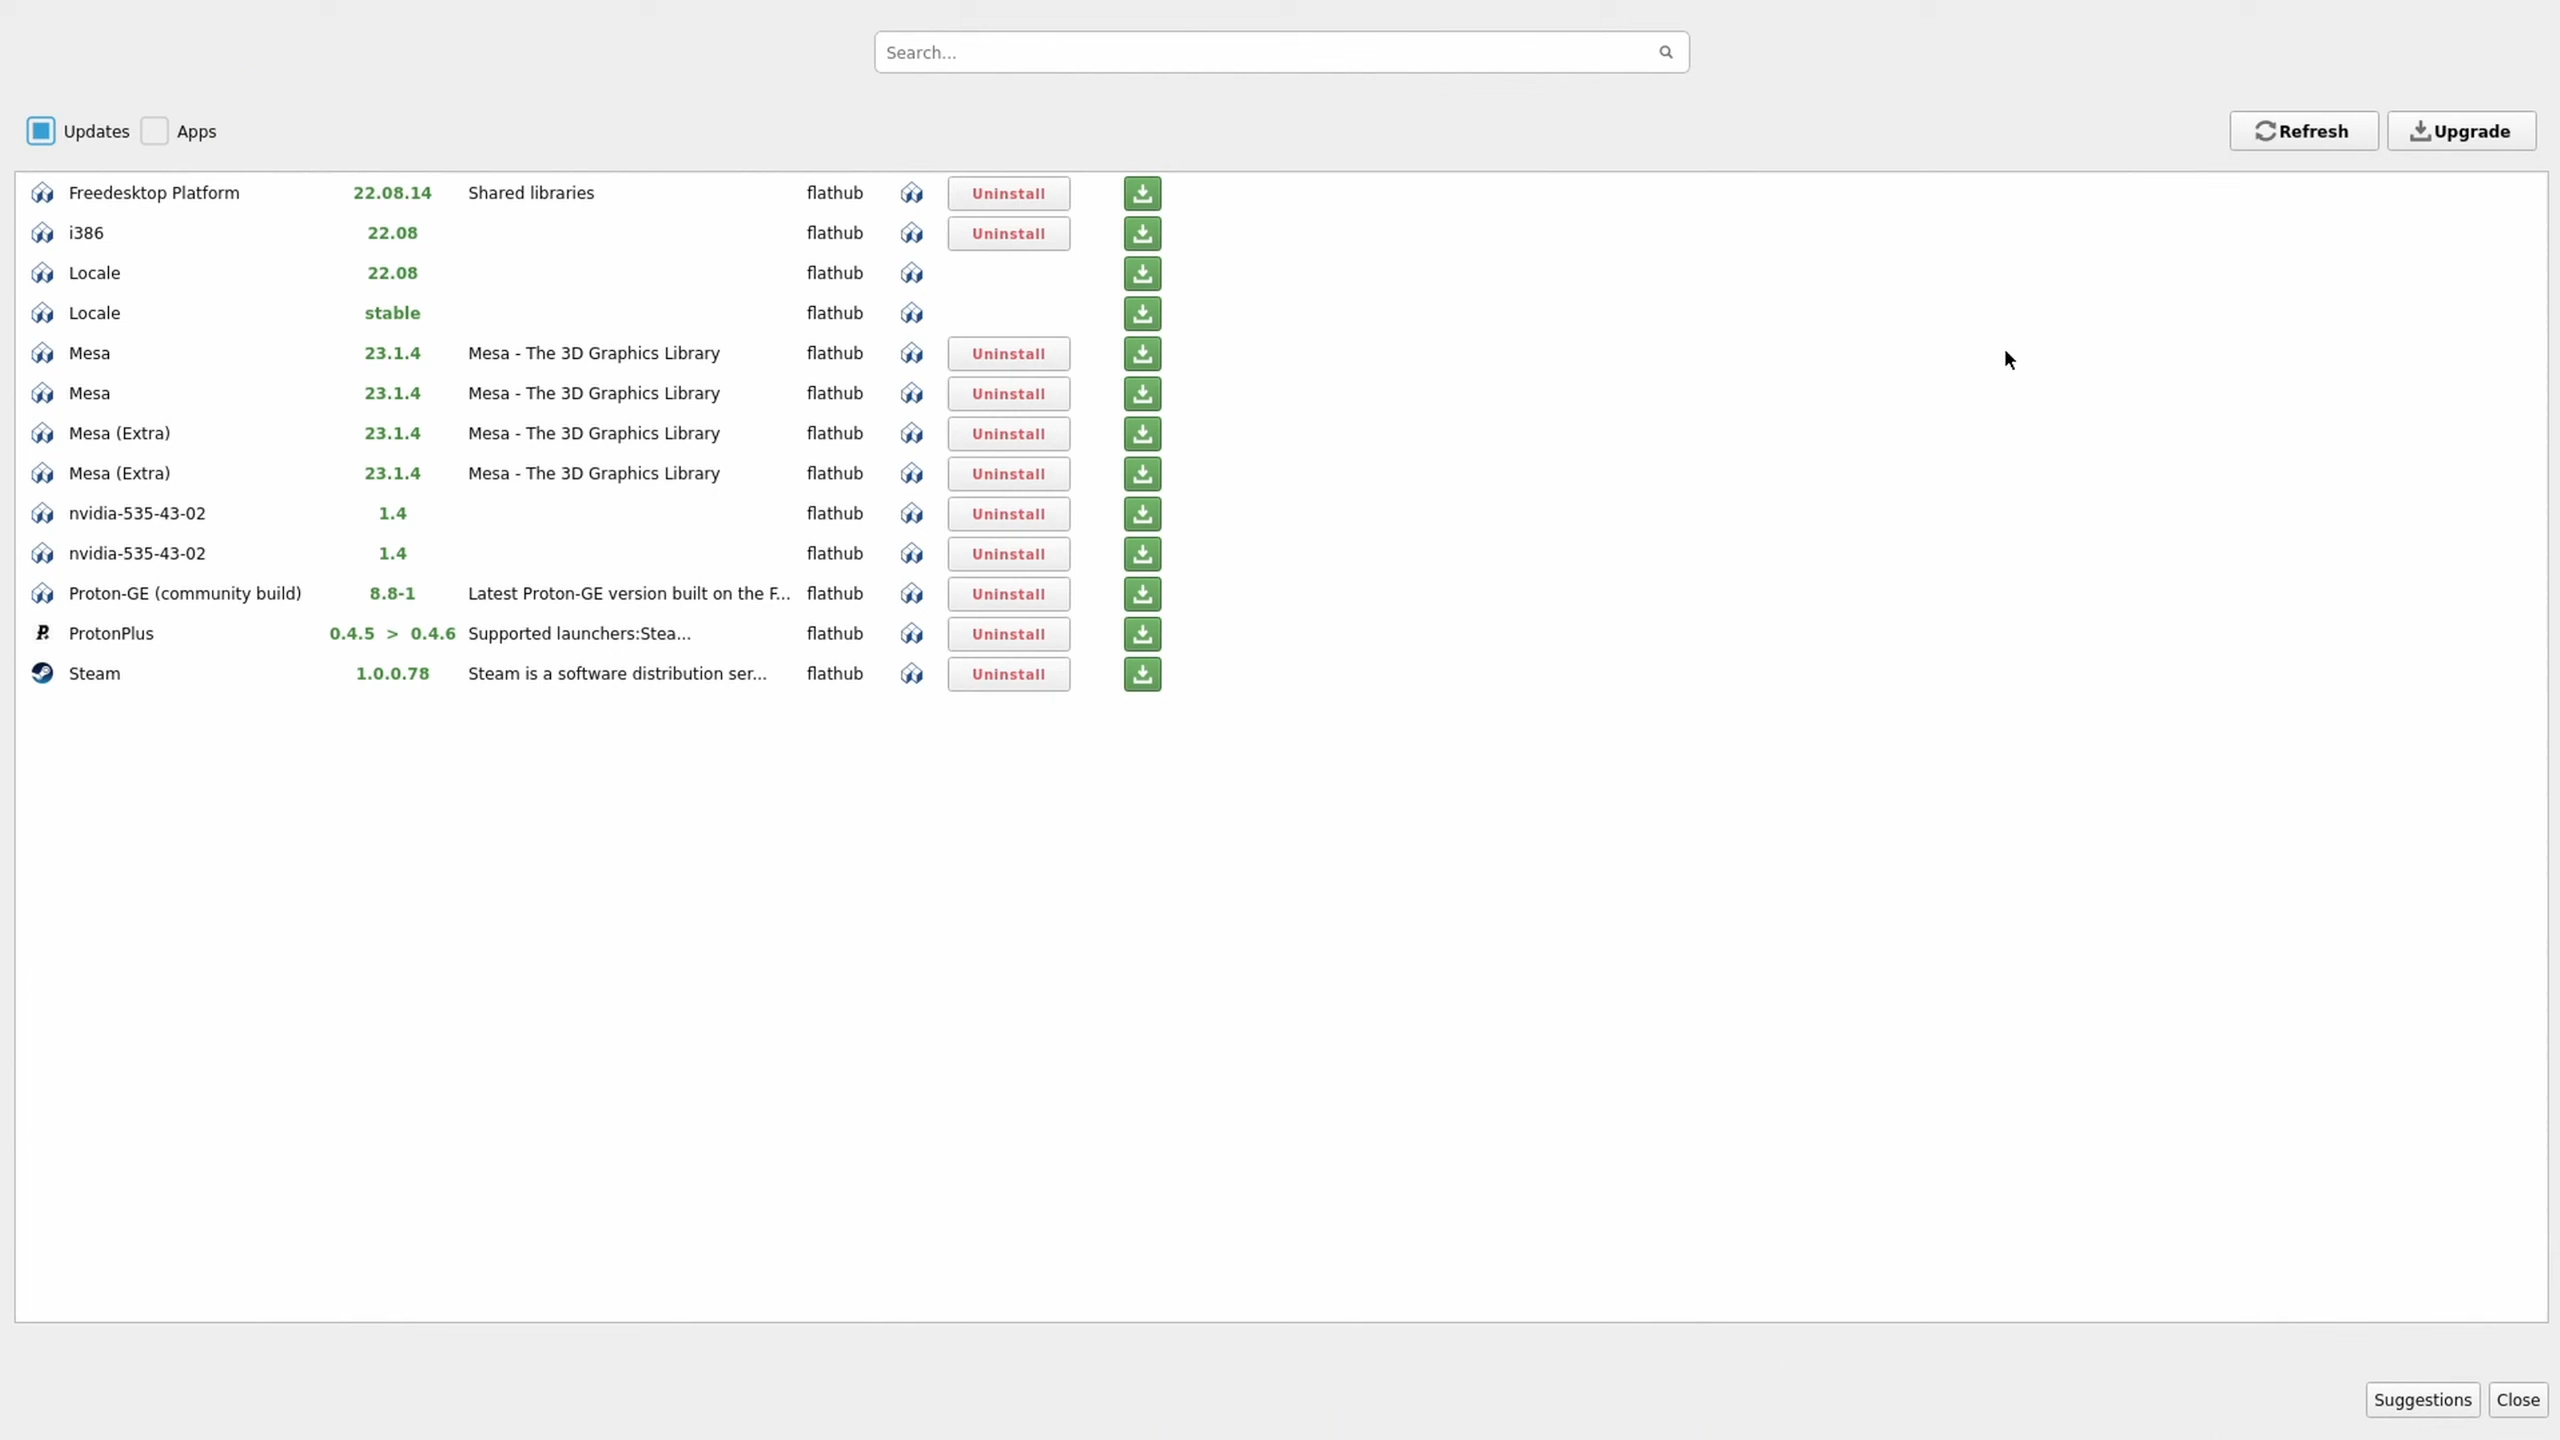 Search...
Updates Apps Refresh Upgrade
Freedesktop Platform 22.08.14 Shared libraries flathub Uninstall
i386 22.08 flathub Uninstall
Locale 22.08 flathub
Locale stable flathub
Mesa 23.1.4 Mesa - The 3D Graphics Library flathub Uninstall
Mesa 23.1.4 Mesa - The 3D Graphics Library flathub Uninstall
Mesa (Extra) 23.1.4 Mesa - The 3D Graphics Library flathub Uninstall
Mesa (Extra) 23.1.4 Mesa - The 3D Graphics Library flathub Uninstall
nvidia-535-43-02 1.4 flathub Uninstall
nvidia-535-43-02 1.4 flathub Uninstall
Proton-GE (community build) 8.8-1 Latest Proton-GE version built on the F... flathub Uninstall
ProtonPlus 0.4.5 > 0.4.6 Supported launchers:Stea... flathub Uninstall
Steam 1.0.0.78 Steam is a software distribution ser... flathub Uninstall
Suggestions Close